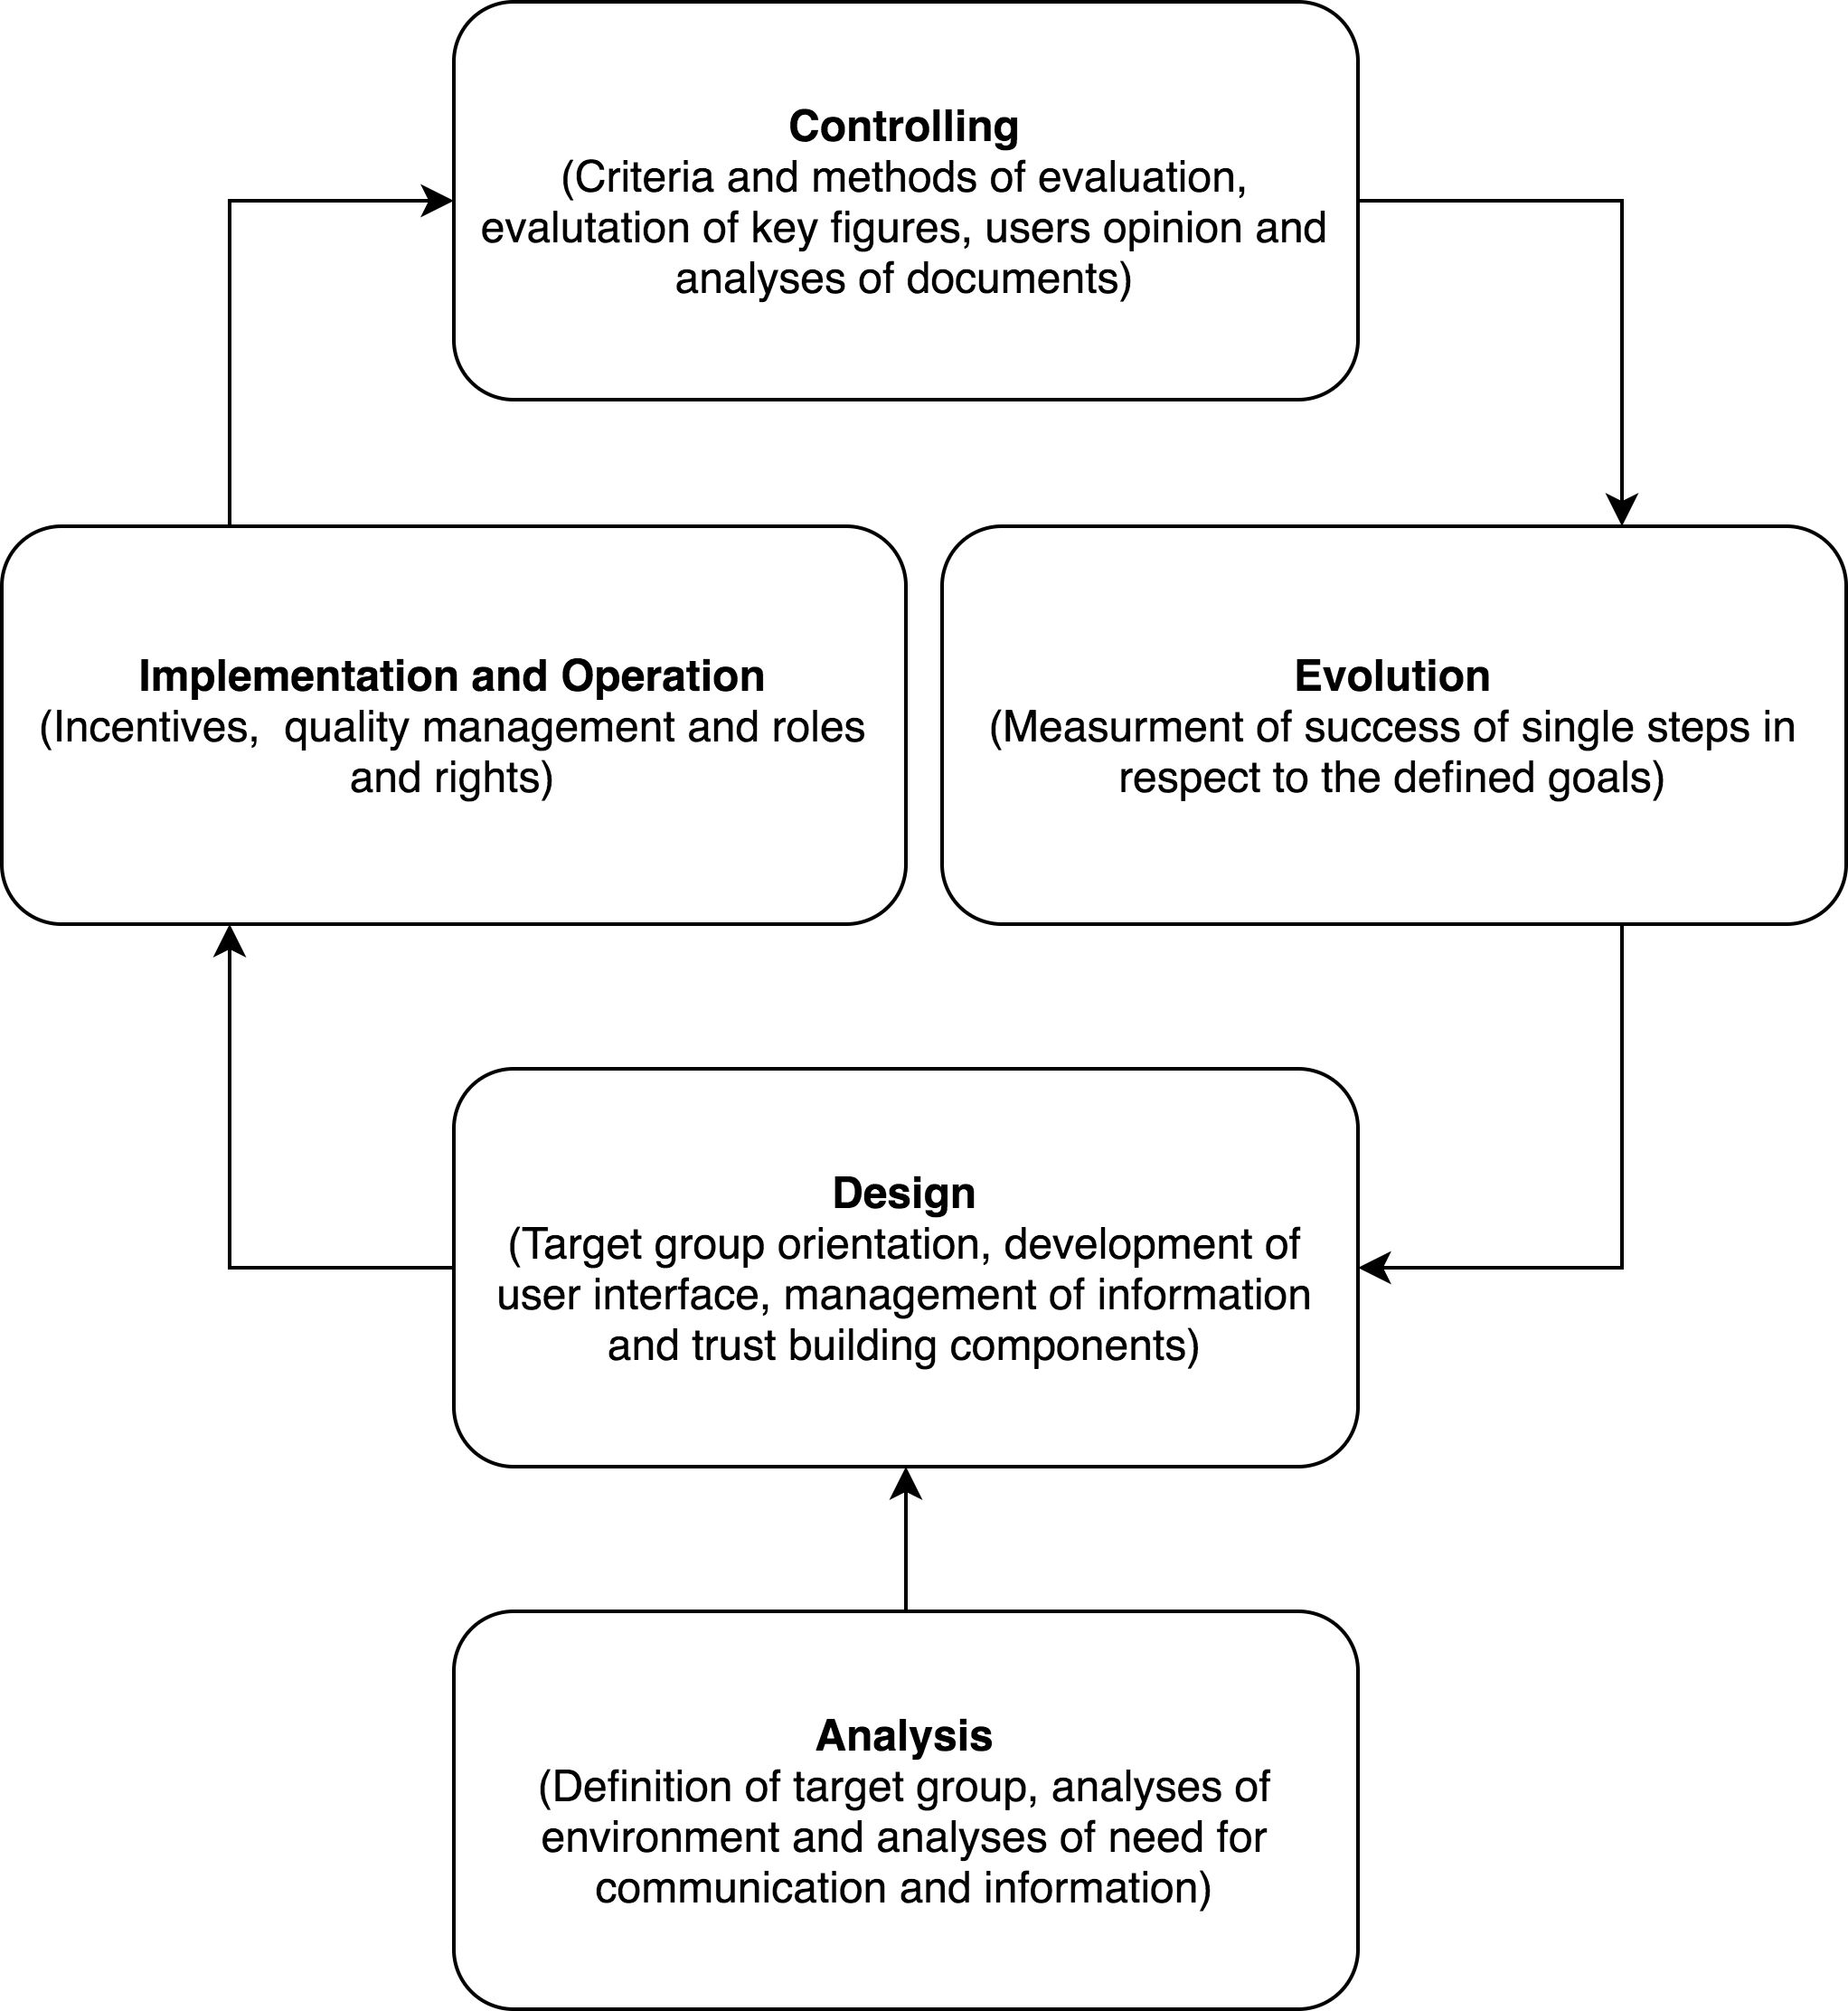 Controlling
(Criteria and methods of evaluation,
evalutation of key figures, users opinion and
analyses of documents)
Implementation and Operation
(Incentives,  quality management and roles
and rights)
Evolution
(Measurment of success of single steps in
respect to the defined goals)
Design
(Target group orientation, development of
user interface, management of information
and trust building components)
Analysis
(Definition of target group, analyses of
environment and analyses of need for
communication and information)